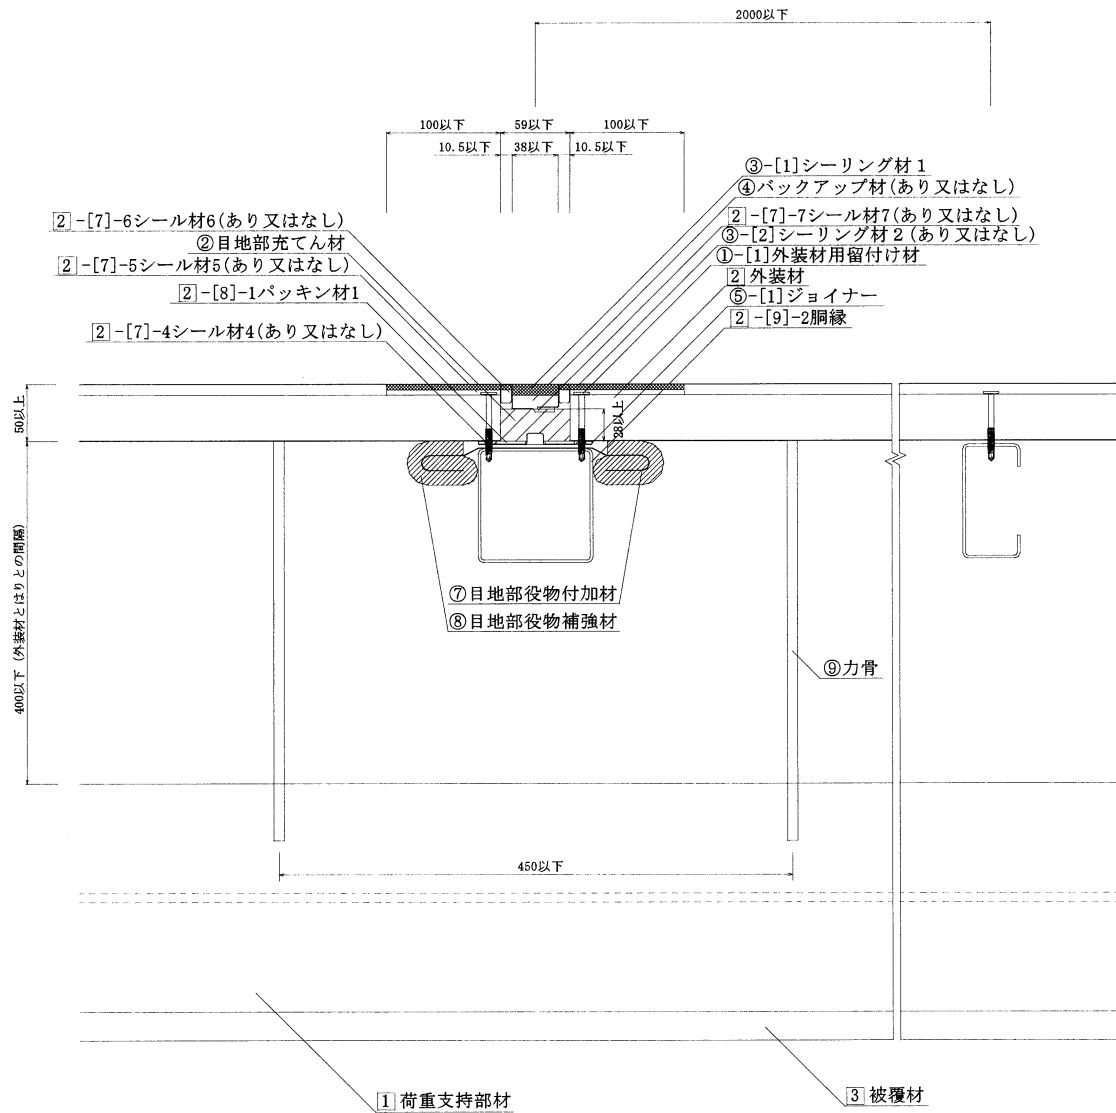 2000以下
100以下
59以下
100以下
10.5以下
38以下
10.5以下
③-[1]シーリング材1
④バックアップ材(あり又はなし)
2-[7]-6シール材6(あり又はなし)
2-[7]-7シール材7(あり又はなし)
②目地部充てん材
③-[2]シーリング材2(あり又はなし)
2-[7]-5シール材5(あり又はなし)
①-[1]外装材用留付け材
2 外装材
2-[8]-1パッキン材1
⑤-[1]ジョイナー
2-[7]-4シール材4(あり又はなし)
2-[9]-2胴縁
50以上
28以上
400以下(外装材とはりとの間隔)
⑦目地部役物付加材
⑧目地部役物補強材
⑨力骨
450以下
1 荷重支持部材
3 被覆材